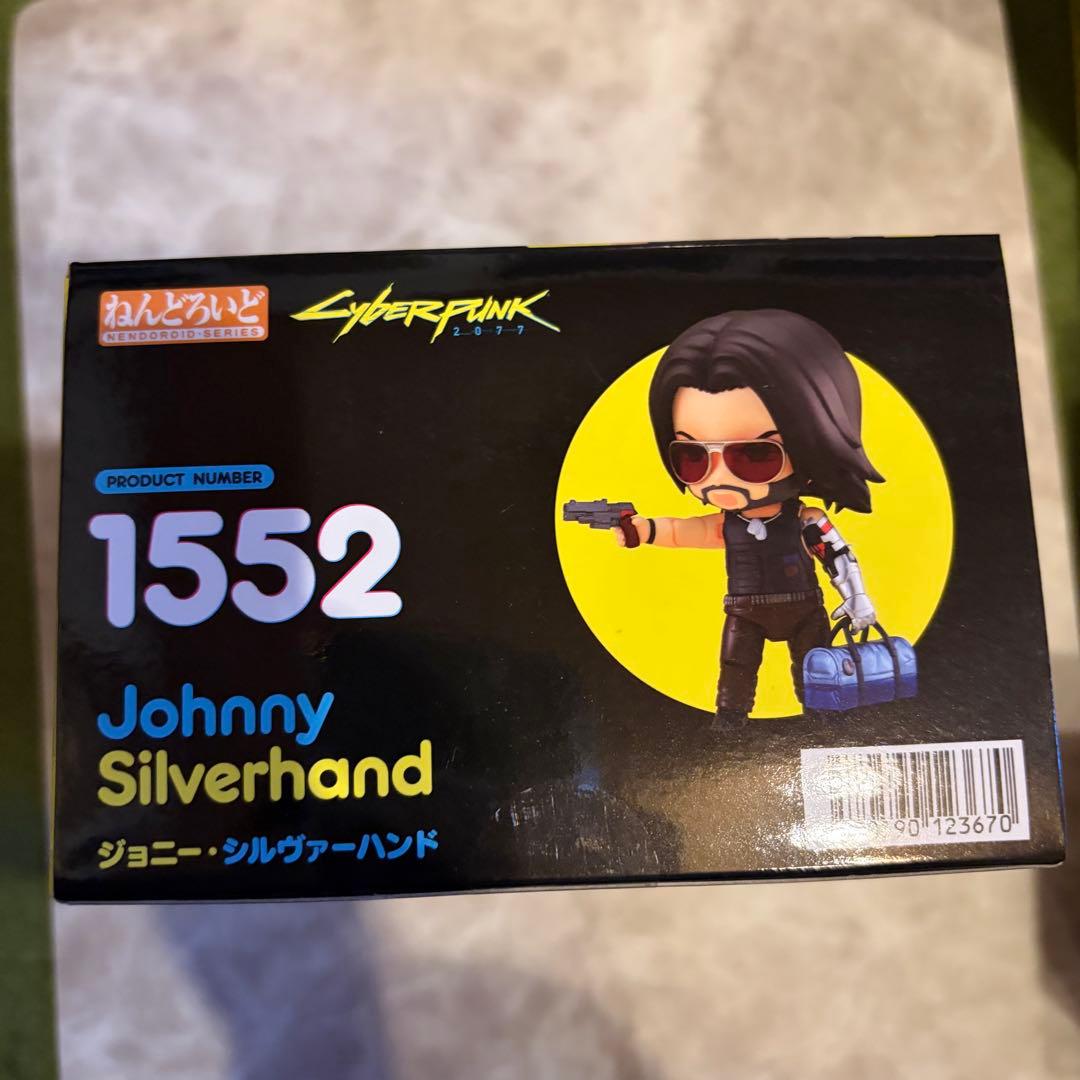 ねんどろいど
NENDOROID·SERIES
CYBERPUNK
2077
PRODUCT NUMBER
1552
Johnny
Silverhand
ジョニー・シルヴァーハンド
90 123670